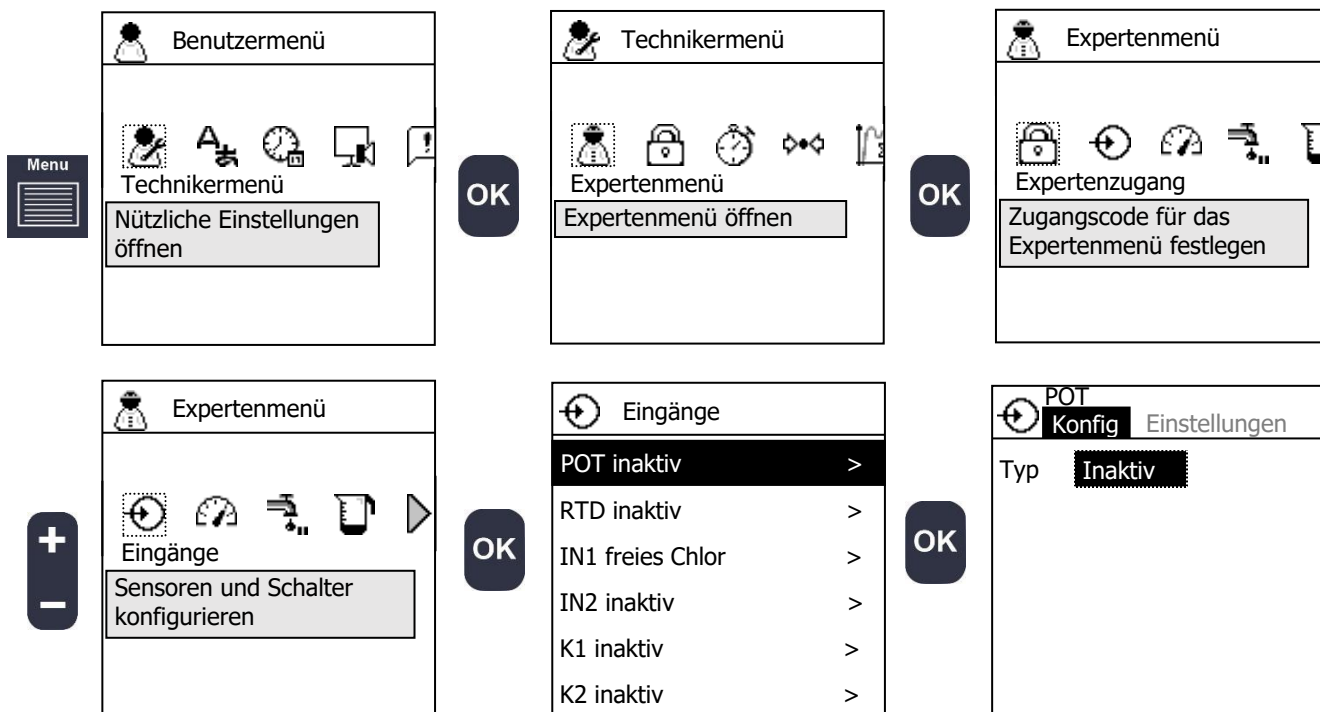 Menu
Benutzermenü
Technikermenü
Nützliche Einstellungen
öffnen
OK
Technikermenü
Expertenmenü
Expertenmenü öffnen
OK
Expertenmenü
Expertenzugang
Zugangscode für das
Expertenmenü festlegen
+
−
Expertenmenü
Eingänge
Sensoren und Schalter
konfigurieren
OK
Eingänge
POT inaktiv >
RTD inaktiv >
IN1 freies Chlor >
IN2 inaktiv >
K1 inaktiv >
K2 inaktiv >
OK
POT
Konfig Einstellungen
Typ Inaktiv